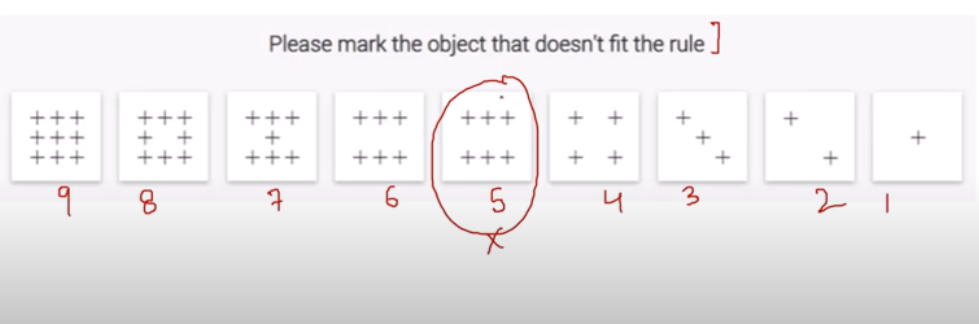 Please mark the object that doesn't fit the rule ]
+++ +++ +++ +++ +++ + + + + +
+++ + + + + +
+++ +++ +++ +++ +++ + + + +
9 8 7 6 5 4 3 2 1
X